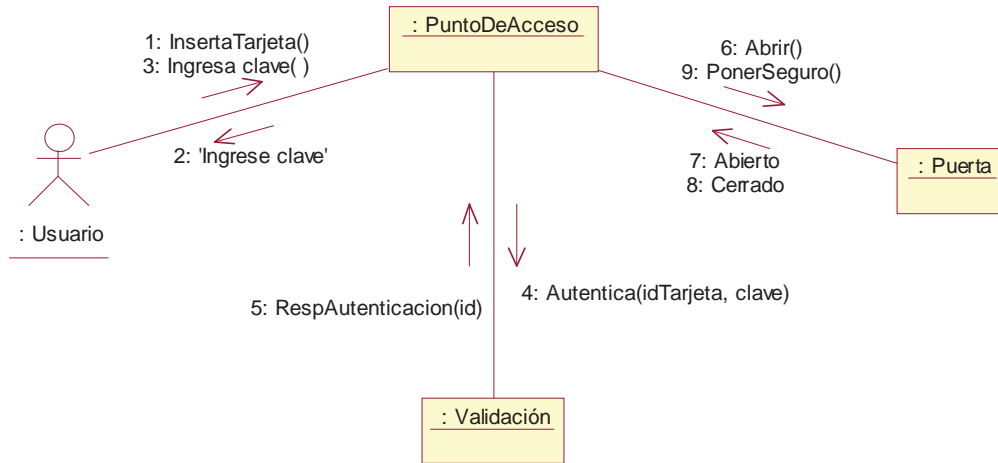 : PuntoDeAcceso
1: InsertaTarjeta()
3: Ingresa clave( )
6: Abrir()
9: PonerSeguro()
2: 'Ingrese clave'
7: Abierto
8: Cerrado
: Puerta
: Usuario
4: Autentica(idTarjeta, clave)
5: RespAutenticacion(id)
: Validación